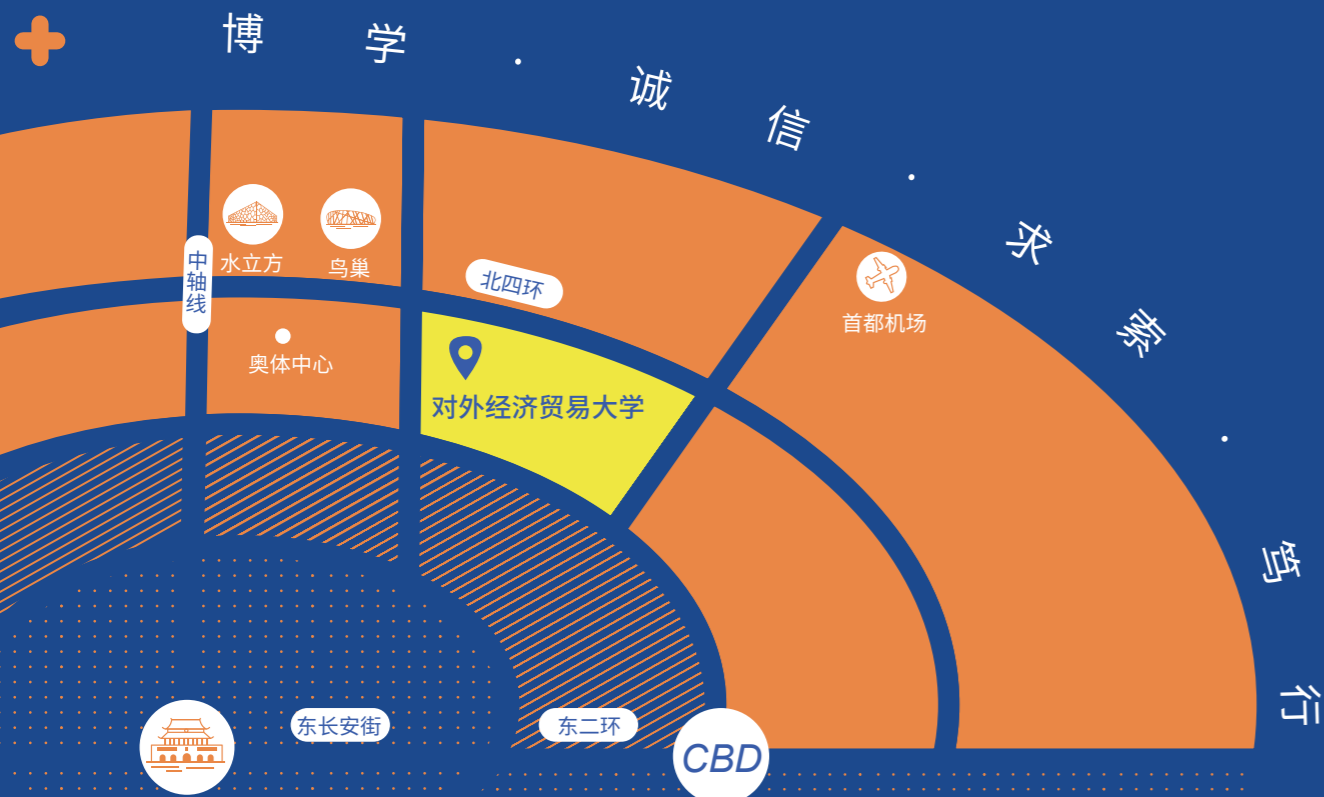 博学·诚信·求索·笃行
水立方
鸟巢
中轴线
北四环
首都机场
奥体中心
对外经济贸易大学
东长安街
东二环
CBD